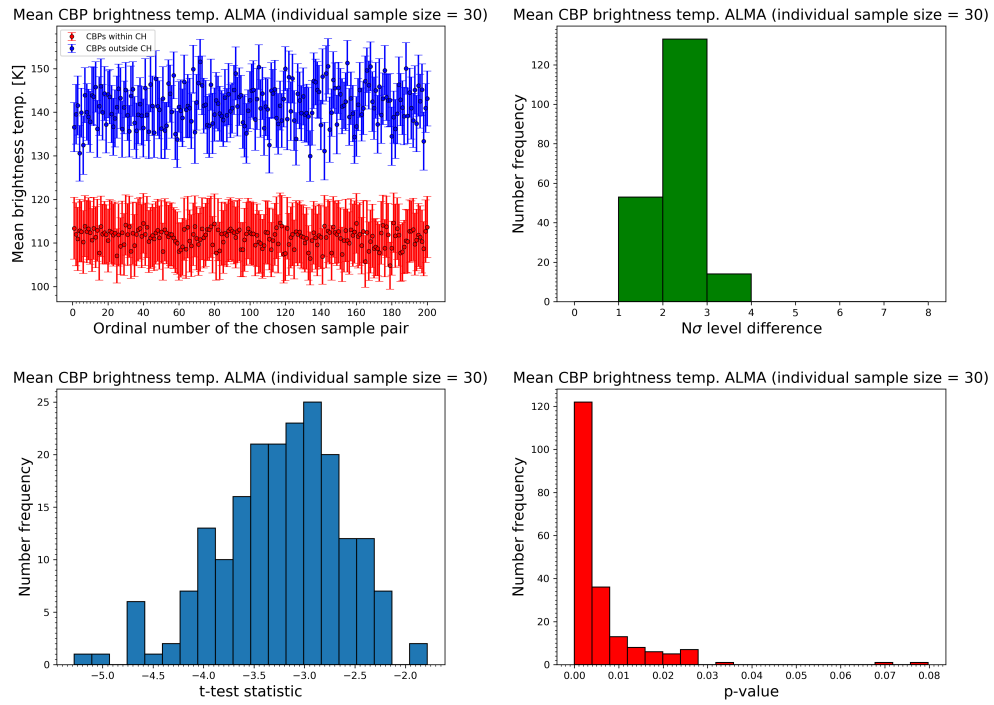 Mean CBP brightness temp. ALMA (individual sample size = 30)
CBPs within CH
CBPs outside CH
Mean brightness temp. [K]
150
140
130
120
110
100
0 20 40 60 80 100 120 140 160 180 200
Ordinal number of the chosen sample pair
Mean CBP brightness temp. ALMA (individual sample size = 30)
Number frequency
120
100
80
60
40
20
0
0 1 2 3 4 5 6 7 8
Nσ level difference
Mean CBP brightness temp. ALMA (individual sample size = 30)
Number frequency
25
20
15
10
5
0
−5.0 −4.5 −4.0 −3.5 −3.0 −2.5 −2.0
t-test statistic
Mean CBP brightness temp. ALMA (individual sample size = 30)
Number frequency
120
100
80
60
40
20
0
0.00 0.01 0.02 0.03 0.04 0.05 0.06 0.07 0.08
p-value